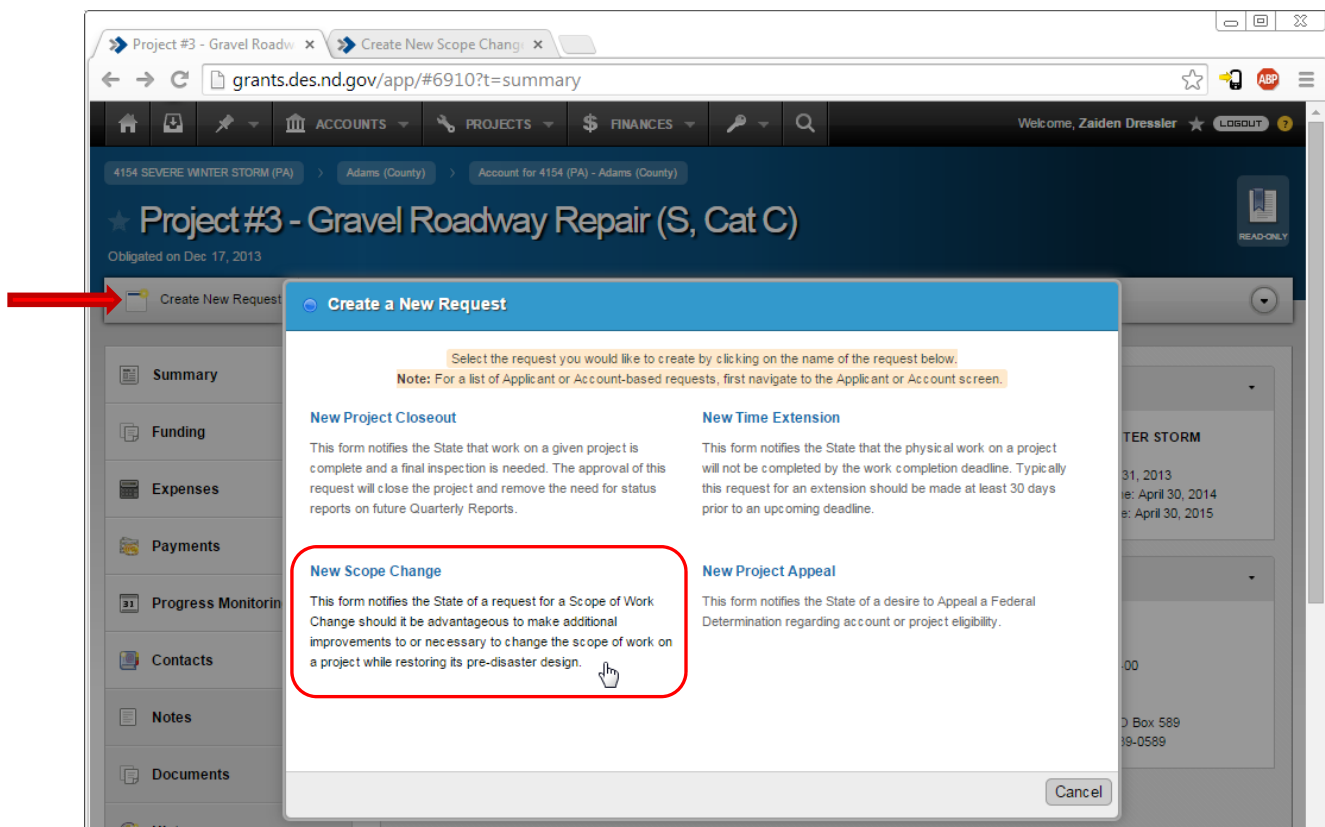 Project #3 - Gravel Roadw
Create New Scope Chang
grants.des.nd.gov/app/#6910?t=summary
ABP
ACCOUNTS
PROJECTS
$ FINANCES
Welcome, Zaiden Dressler
LOGOUT
?
4154 SEVERE WINTER STORM (PA) > Adams (County) > Account for 4154 (PA) - Adams (County)
Project #3 - Gravel Roadway Repair (S, Cat C)
READ-ONLY
Obligated on Dec 17, 2013
Create New Request
Create a New Request
Select the request you would like to create by clicking on the name of the request below.
Note: For a list of Applicant or Account-based requests, first navigate to the Applicant or Account screen.
New Project Closeout
This form notifies the State that work on a given project is
complete and a final inspection is needed. The approval of this
request will close the project and remove the need for status
reports on future Quarterly Reports.
New Time Extension
This form notifies the State that the physical work on a project
will not be completed by the work completion deadline. Typically
this request for an extension should be made at least 30 days
prior to an upcoming deadline.
New Scope Change
This form notifies the State of a request for a Scope of Work
Change should it be advantageous to make additional
improvements to or necessary to change the scope of work on
a project while restoring its pre-disaster design.
New Project Appeal
This form notifies the State of a desire to Appeal a Federal
Determination regarding account or project eligibility.
Cancel
Summary
Funding
Expenses
Payments
31 Progress Monitorin
Contacts
Notes
Documents
TER STORM
31, 2013
e: April 30, 2014
e: April 30, 2015
-00
O Box 589
39-0589